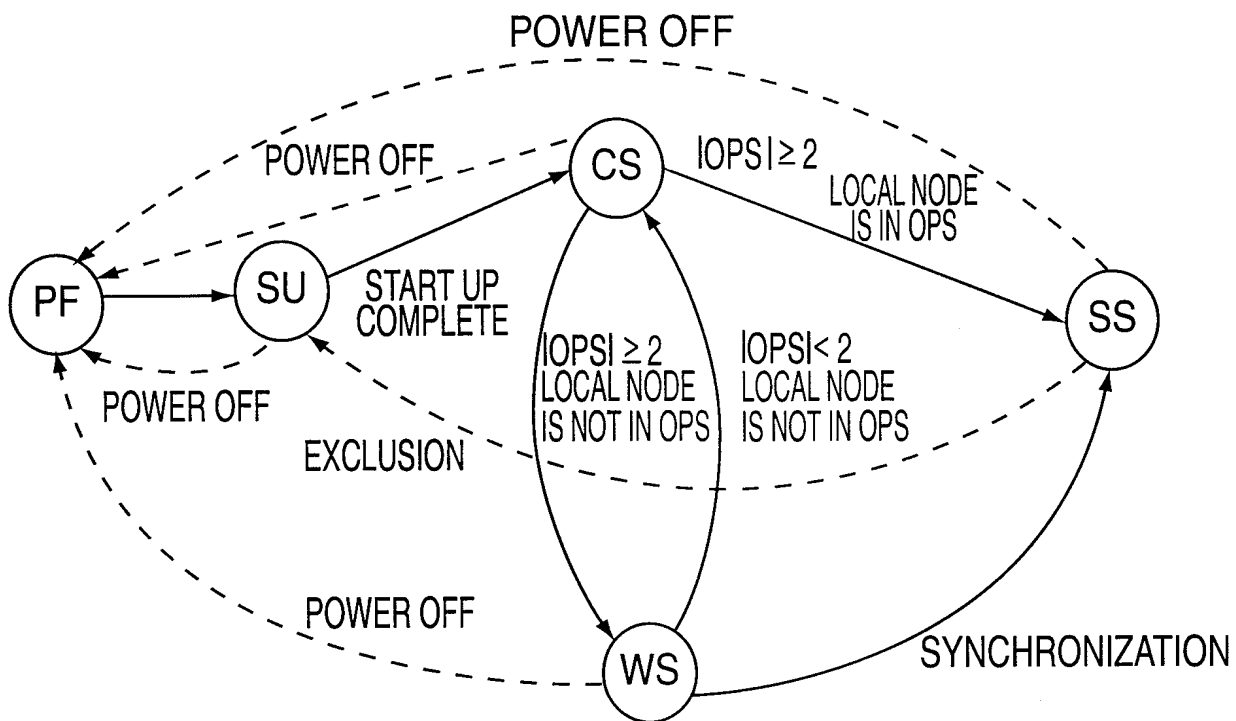 POWER OFF
POWER OFF
CS
|OPS| ≥ 2
LOCAL NODE
IS IN OPS
PF
SU
START UP
COMPLETE
SS
|OPS| ≥ 2
LOCAL NODE
IS NOT IN OPS
|OPS| < 2
LOCAL NODE
IS NOT IN OPS
POWER OFF
EXCLUSION
POWER OFF
WS
SYNCHRONIZATION